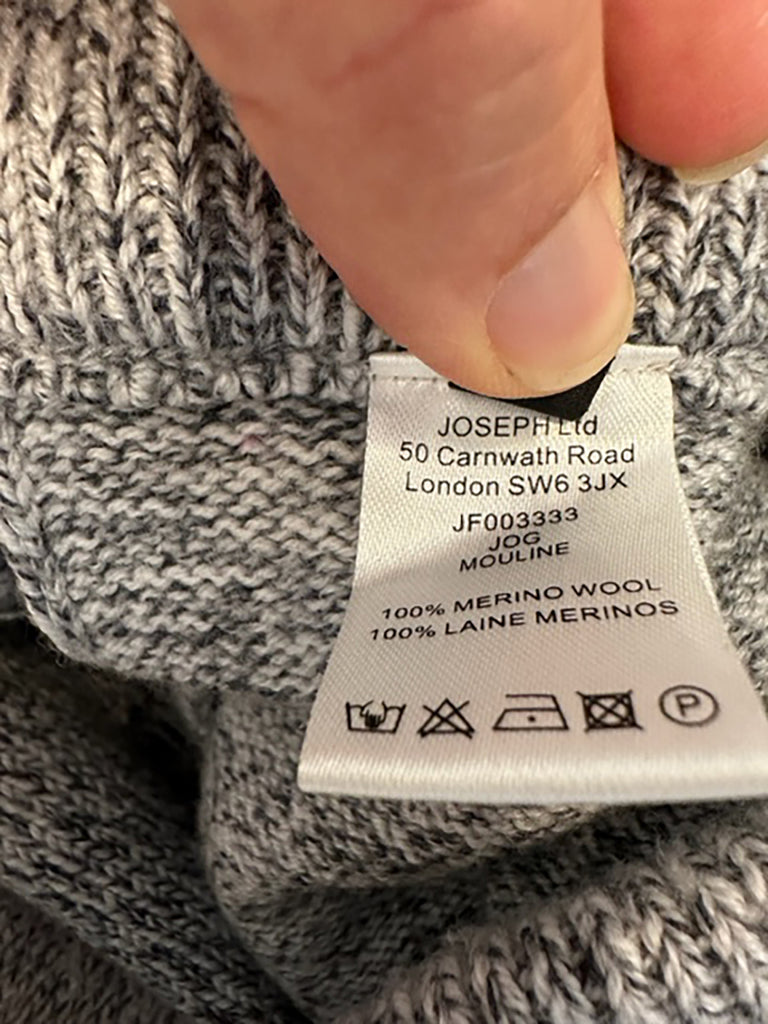 JOSEPH Ltd
50 Carnwath Road
London SW6 3JX
JF003333
JOG
MOULINE
100% MERINO WOOL
100% LAINE MERINOS
P